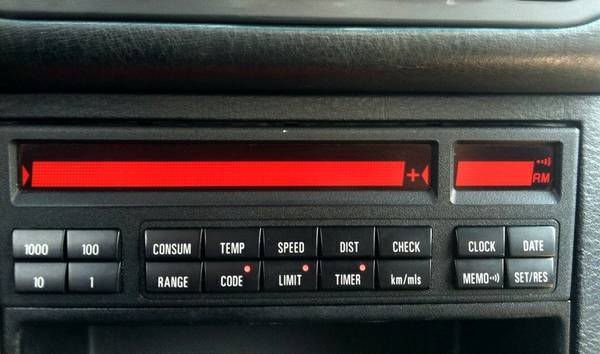 + RM
1000 100 CONSUM TEMP SPEED DIST CHECK CLOCK DATE
10 1 RANGE CODE LIMIT TIMER km/mls MEMO SET/RES